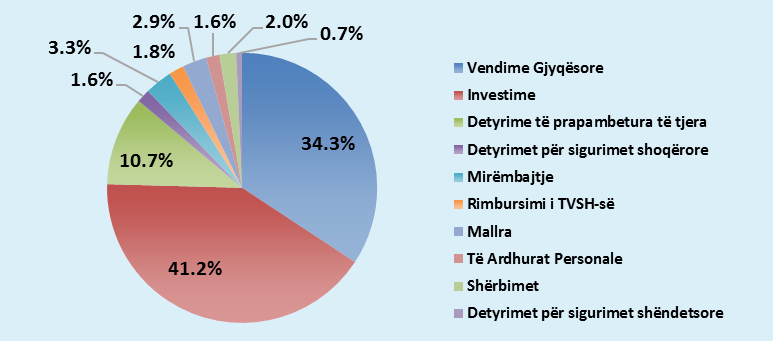 2.9%
1.6%
2.0%
0.7%
3.3%
1.8%
1.6%
10.7%
34.3%
41.2%
Vendime Gjyqësore
Investime
Detyrime të prapambetura të tjera
Detyrimet për sigurimet shoqërore
Mirëmbajtje
Rimbursimi i TVSH-së
Mallra
Të Ardhurat Personale
Shërbimet
Detyrimet për sigurimet shëndetsore